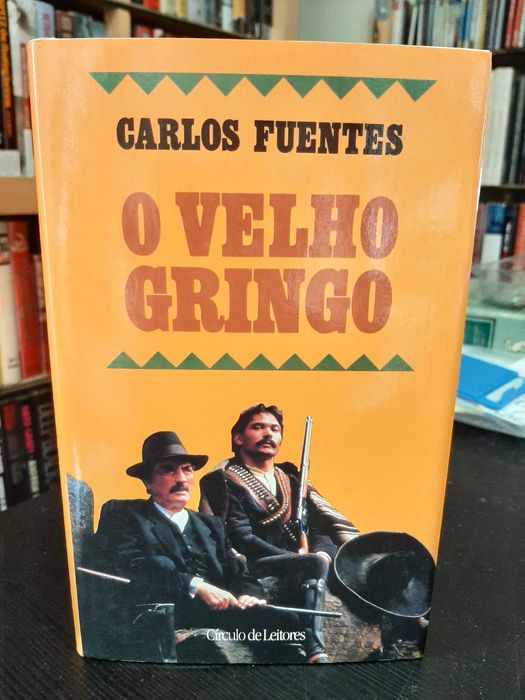 CARLOS FUENTES
O VELHO
GRINGO
Círculo de Leitores